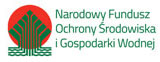 Narodowy Fundusz
Ochrony Środowiska
i Gospodarki Wodnej